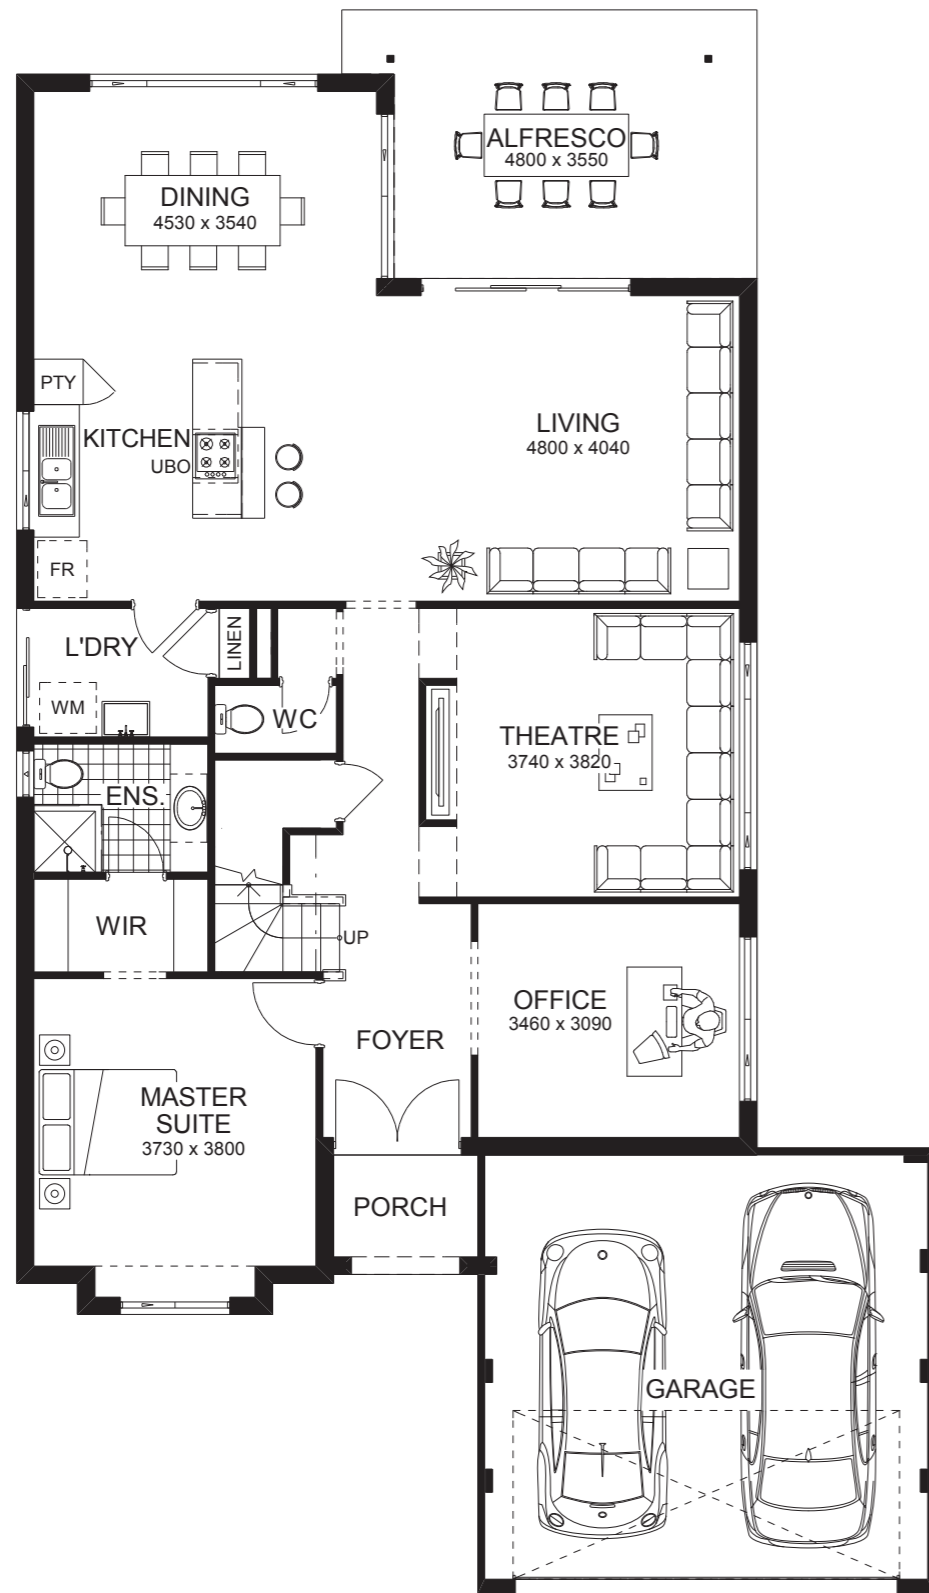 ALFRESCO
4800 x 3550
DINING
4530 x 3540
PTY
KITCHEN
UBO
LIVING
4800 x 4040
FR
L'DRY
LINEN
WM
WC
THEATRE
3740 x 3820
ENS.
WIR
UP
OFFICE
3460 x 3090
FOYER
MASTER
SUITE
3730 x 3800
PORCH
GARAGE